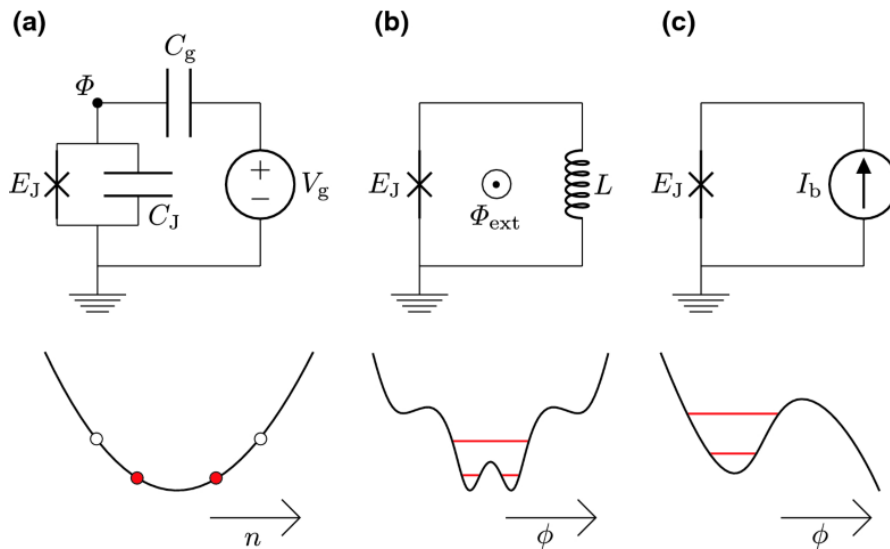 (a)
C_g
Φ
E_J
C_J
+
−
V_g
n
(b)
E_J
Φ_ext
L
ϕ
(c)
E_J
I_b
ϕ